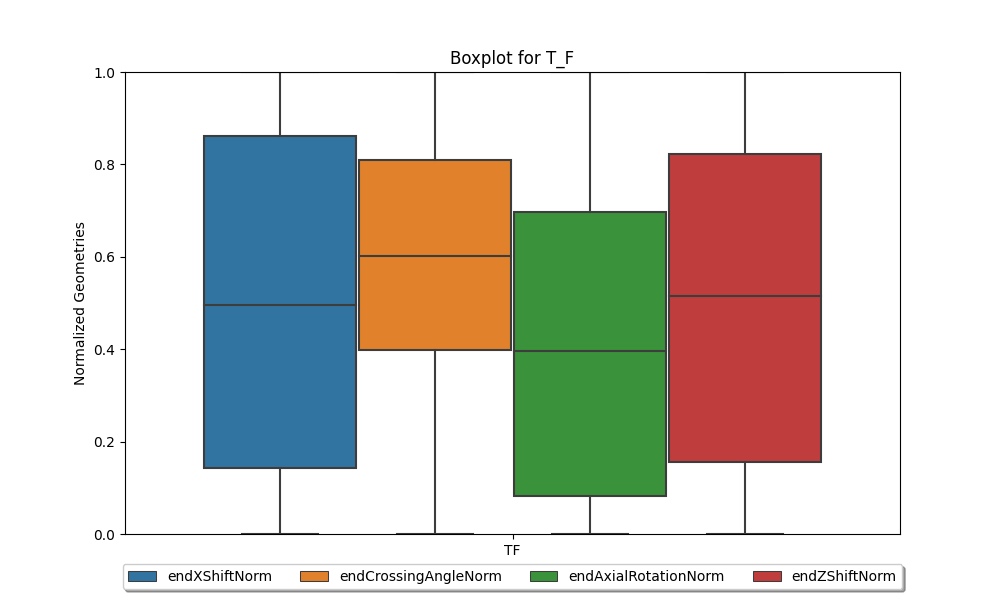 Boxplot for T_F
1.0
0.8
0.6
0.4
0.2
0.0
Normalized Geometries
TF
endXShiftNorm endCrossingAngleNorm endAxialRotationNorm endZShiftNorm